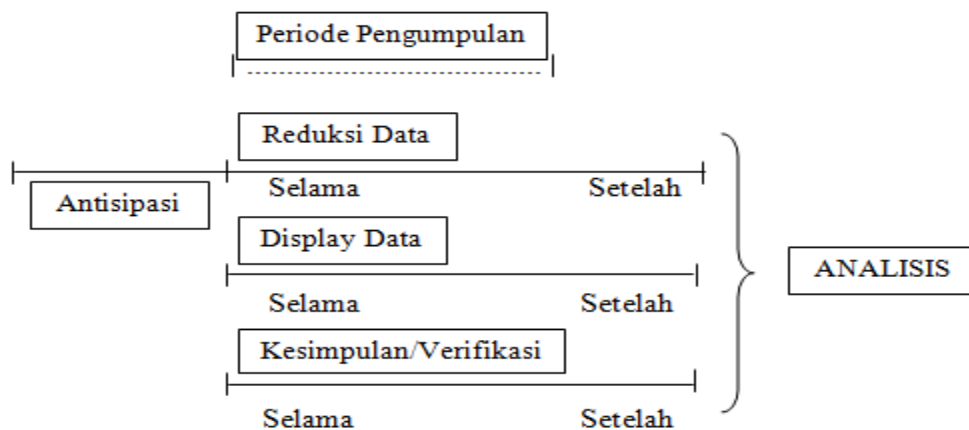 Periode Pengumpulan
Reduksi Data
Selama Setelah
Antisipasi
Display Data
ANALISIS
Selama Setelah
Kesimpulan/Verifikasi
Selama Setelah